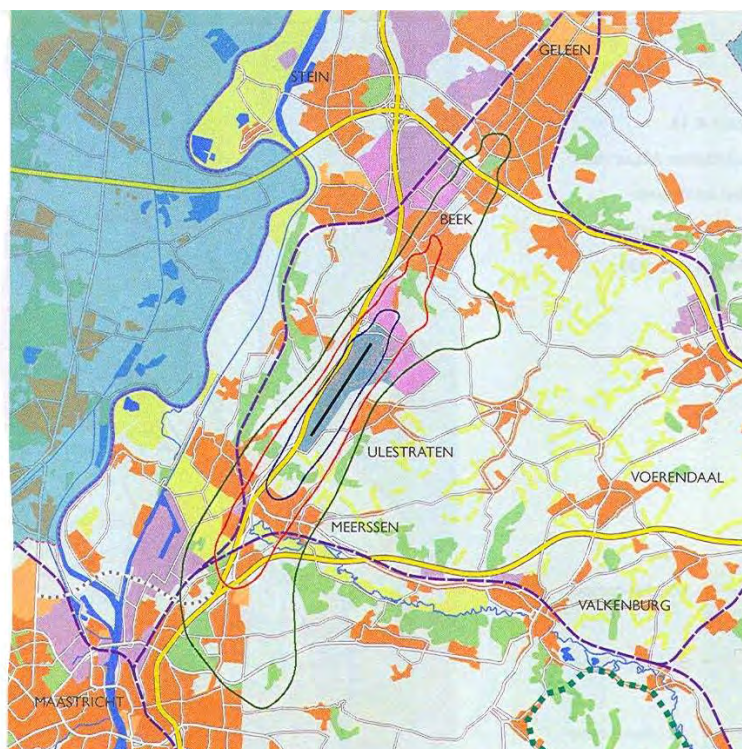 GELEEN
STEIN
BEEK
ULESTRATEN
VOERENDAAL
MEERSSEN
VALKENBURG
MAASTRICHT